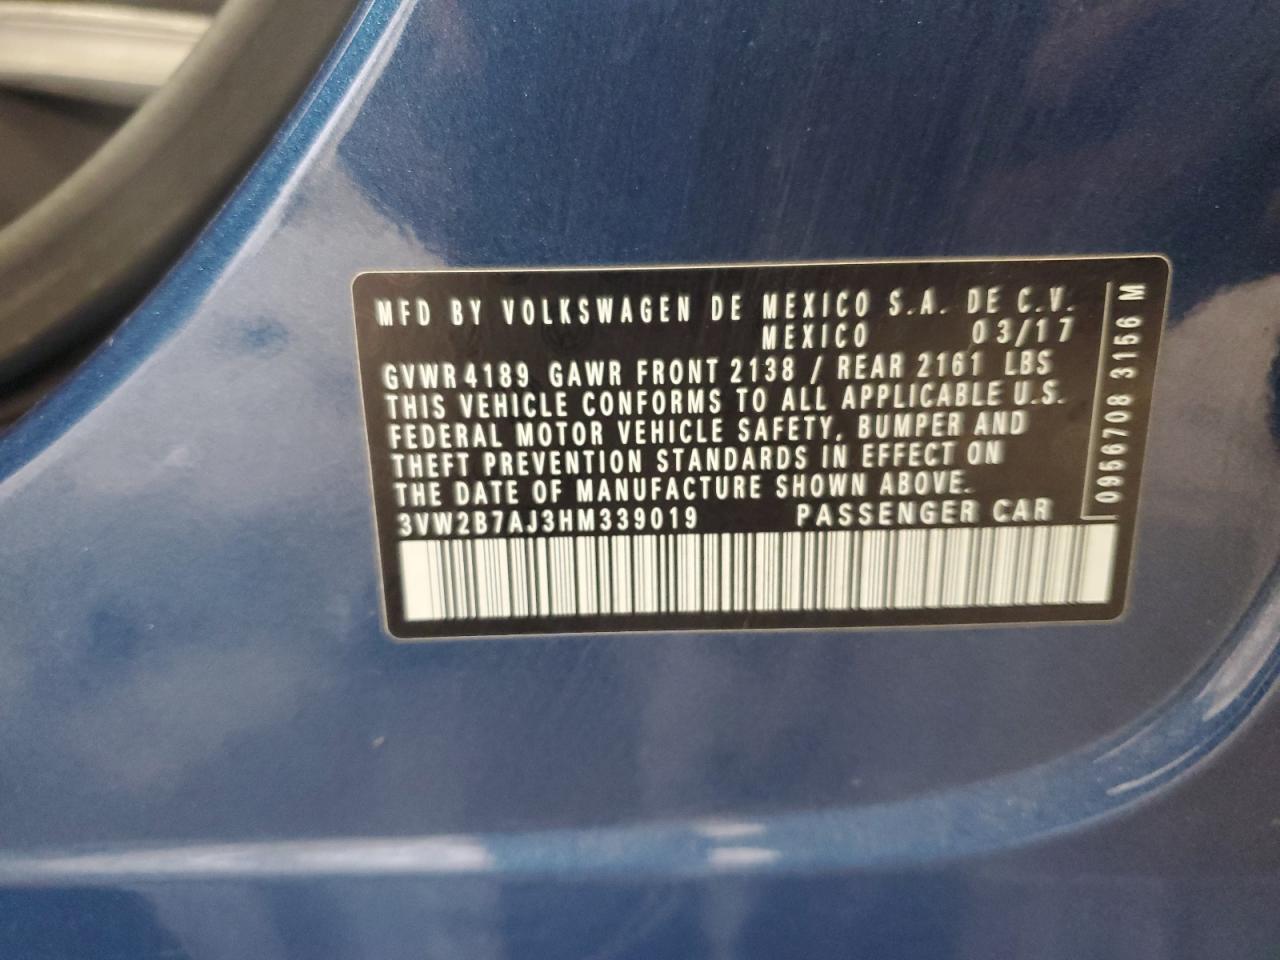 MFD BY VOLKSWAGEN DE MEXICO S.A. DE C.V.
MEXICO 03/17
GVWR 4189 GAWR FRONT 2138 / REAR 2161 LBS
THIS VEHICLE CONFORMS TO ALL APPLICABLE U.S.
FEDERAL MOTOR VEHICLE SAFETY, BUMPER AND
THEFT PREVENTION STANDARDS IN EFFECT ON
THE DATE OF MANUFACTURE SHOWN ABOVE.
3VW2B7AJ3HM339019 PASSENGER CAR
0956708 3156 M